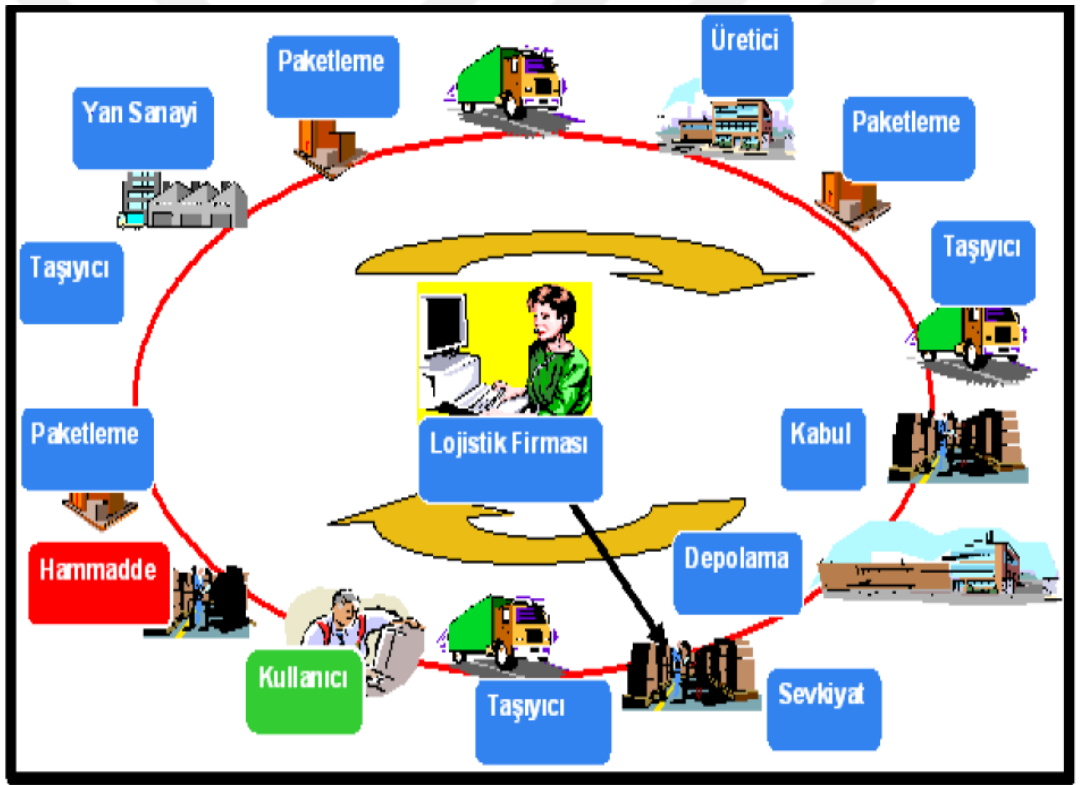 Paketleme
Üretici
Yan Sanayi
Paketleme
Taşıyıcı
Taşıyıcı
Paketleme
Lojistik Firması
Kabul
Hammadde
Depolama
Kullanıcı
Taşıyıcı
Sevkiyat